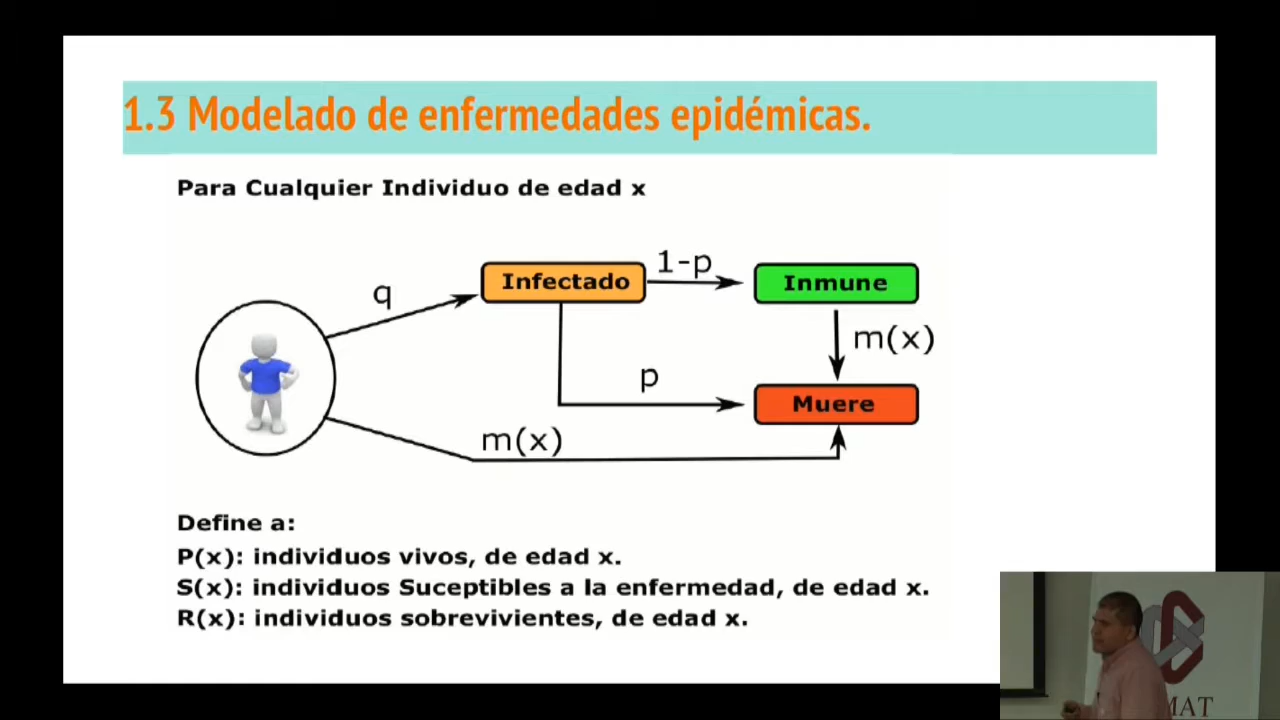 1.3 Modelado de enfermedades epidémicas.
Para Cualquier Individuo de edad x
q
Infectado
1-p
Inmune
m(x)
p
Muere
m(x)
Define a:
P(x): individuos vivos, de edad x.
S(x): individuos Suceptibles a la enfermedad, de edad x.
R(x): individuos sobrevivientes, de edad x.